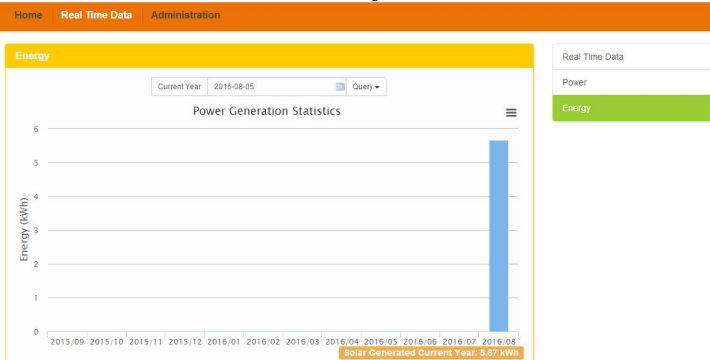 Home Real Time Data Administration
Energy
Current Year 2016-08-05 Query
Power Generation Statistics
6
5
4
3
2
1
0
Energy (kWh)
2015/09 2015/10 2015/11 2015/12 2016/01 2016/02 2016/03 2016/04 2016/05 2016/06 2016/07 2016/08
Solar Generated Current Year: 5.67 kWh
Real Time Data
Power
Energy